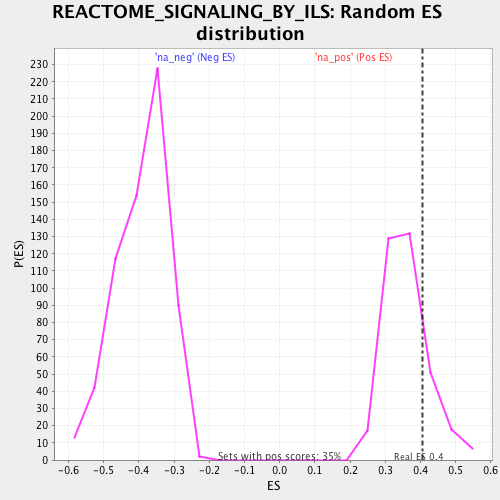 REACTOME_SIGNALING_BY_ILS: Random ES
distribution
'na_neg' (Neg ES)
'na_pos' (Pos ES)
230
220
210
200
190
180
170
160
150
140
130
120
110
100
90
80
70
60
50
40
30
20
10
0
P(ES)
Sets with pos scores: 35%
Real ES 0.4
-0.6 -0.5 -0.4 -0.3 -0.2 -0.1 0.0 0.1 0.2 0.3 0.4 0.5 0.6
ES